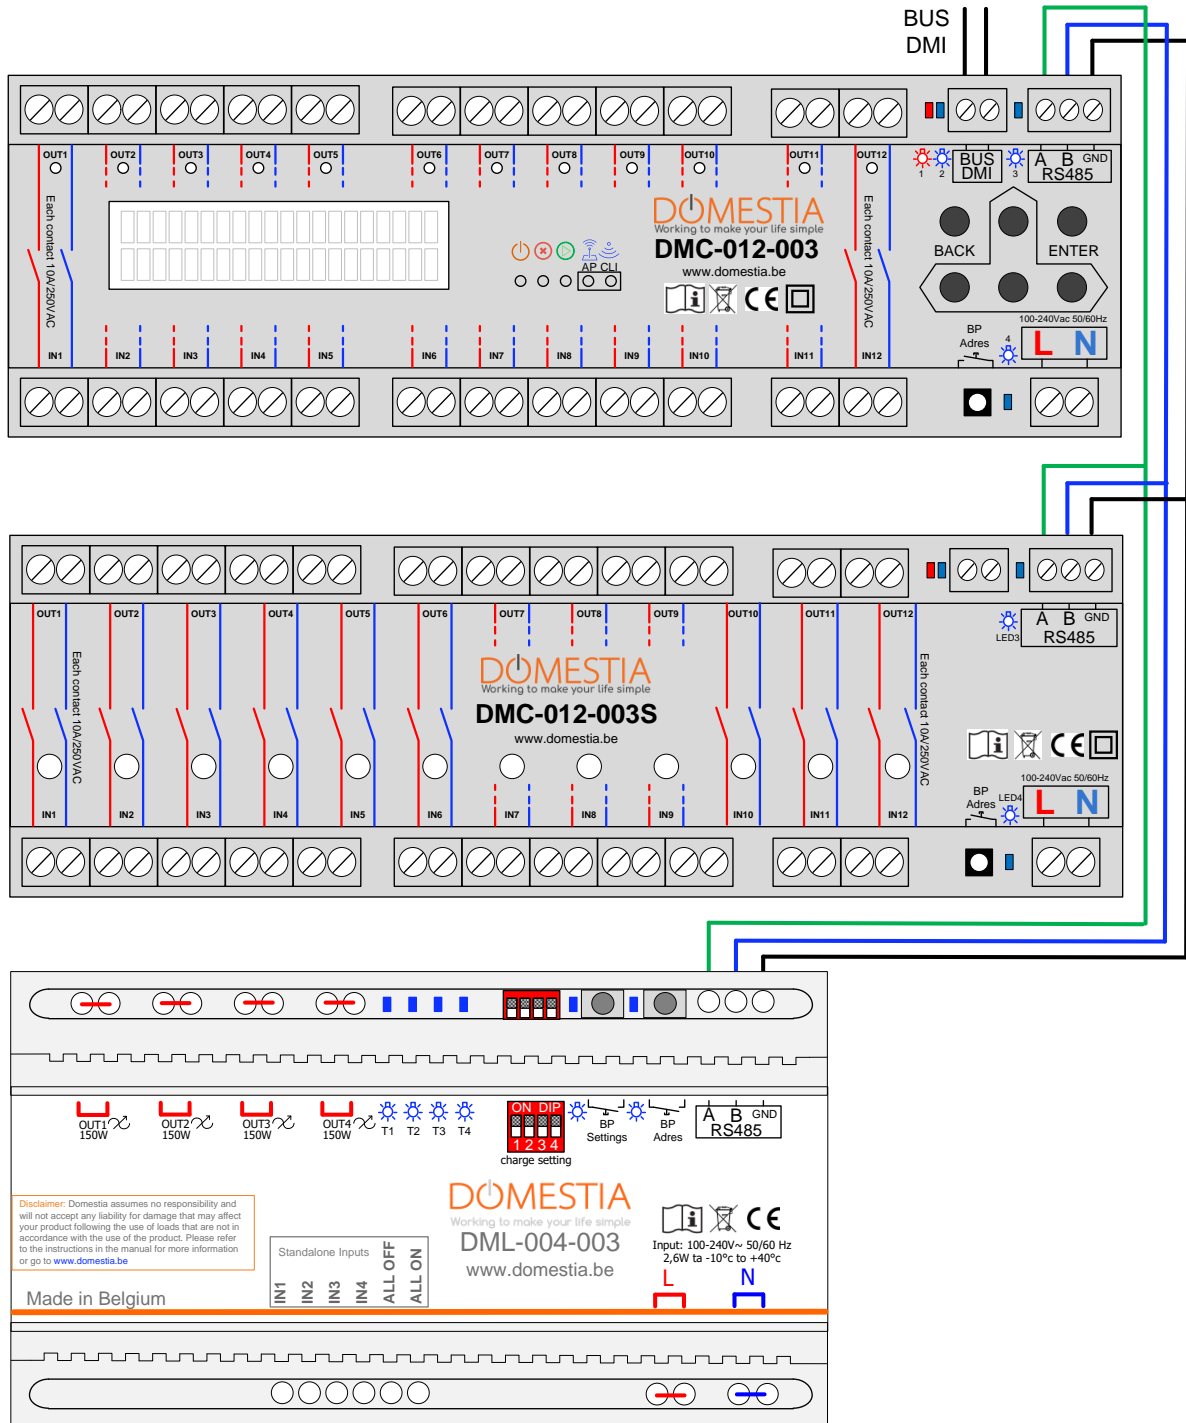 BUS
DMI
OUT1 OUT2 OUT3 OUT4 OUT5 OUT6 OUT7 OUT8 OUT9 OUT10 OUT11 OUT12
1 2 BUS DMI 3 A B GND
RS485
Each contact 10A/250VAC
DOMESTIA
Working to make your life simple
DMC-012-003
www.domestia.be
AP CLI
Each contact 10A/250VAC
BACK ENTER
100-240Vac 50/60Hz
BP
Adres
4
L N
IN1 IN2 IN3 IN4 IN5 IN6 IN7 IN8 IN9 IN10 IN11 IN12
OUT1 OUT2 OUT3 OUT4 OUT5 OUT6 OUT7 OUT8 OUT9 OUT10 OUT11 OUT12
LED3
A B GND
RS485
Each contact 10A/250VAC
DOMESTIA
Working to make your life simple
DMC-012-003S
www.domestia.be
Each contact 10A/250VAC
100-240Vac 50/60Hz
BP
Adres
LED4
L N
IN1 IN2 IN3 IN4 IN5 IN6 IN7 IN8 IN9 IN10 IN11 IN12
OUT1
150W
OUT2
150W
OUT3
150W
OUT4
150W
T1 T2 T3 T4
ON DIP
1 2 3 4
charge setting
BP
Settings
BP
Adres
A B GND
RS485
Disclaimer: Domestia assumes no responsibility and
will not accept any liability for damage that may affect
your product following the use of loads that are not in
accordance with the use of the product. Please refer
to the instructions in the manual for more information
or go to www.domestia.be
Made in Belgium
Standalone Inputs
IN1
IN2
IN3
IN4
ALL OFF
ALL ON
DOMESTIA
Working to make your life simple
DML-004-003
www.domestia.be
Input: 100-240V~ 50/60 Hz
2,6W ta -10°c to +40°c
L N